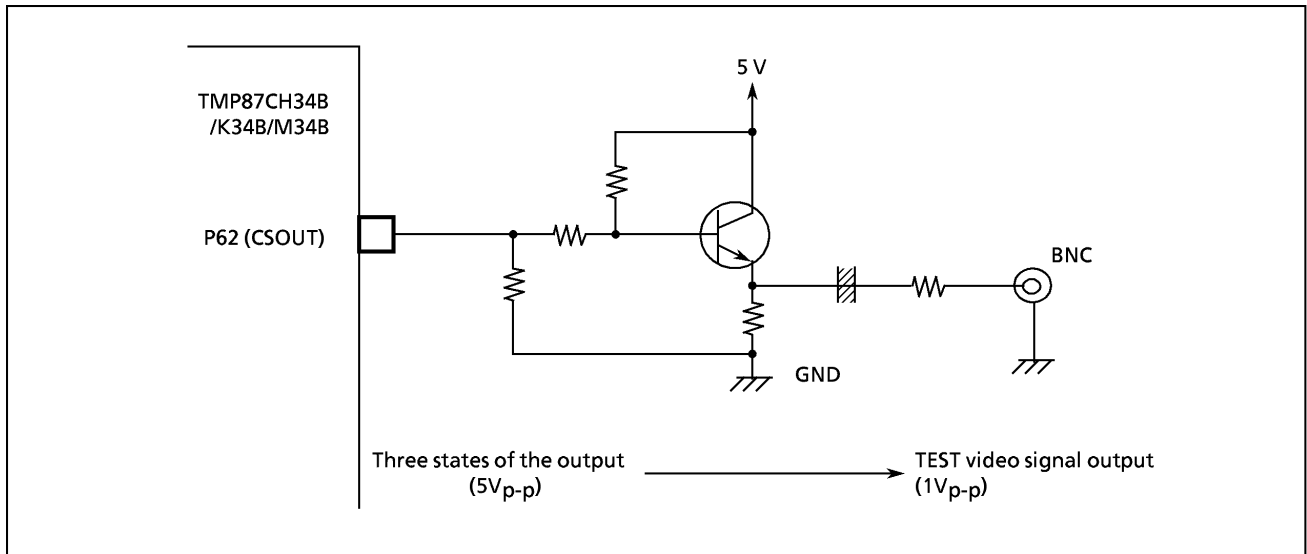 5 V
TMP87CH34B
/K34B/M34B
P62 (CSOUT)
BNC
GND
Three states of the output
(5Vp-p)
TEST video signal output
(1Vp-p)